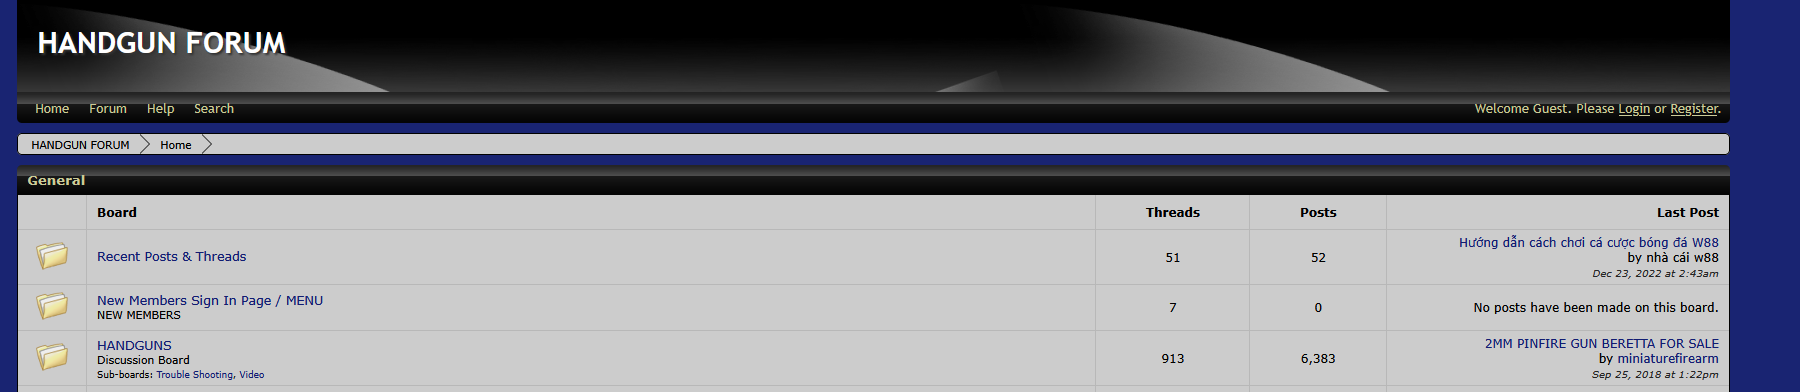 HANDGUN FORUM
Home Forum Help Search Welcome Guest. Please Login or Register.
HANDGUN FORUM Home
General
Board Threads Posts Last Post
Recent Posts & Threads 51 52 Hướng dẫn cách chơi cá cược bóng đá W88
by nhà cái w88
Dec 23, 2022 at 2:43am
New Members Sign In Page / MENU
NEW MEMBERS 7 0 No posts have been made on this board.
HANDGUNS 2MM PINFIRE GUN BERETTA FOR SALE
Discussion Board 913 6,383 by miniaturefirearm
Sub-boards: Trouble Shooting, Video Sep 25, 2018 at 1:22pm